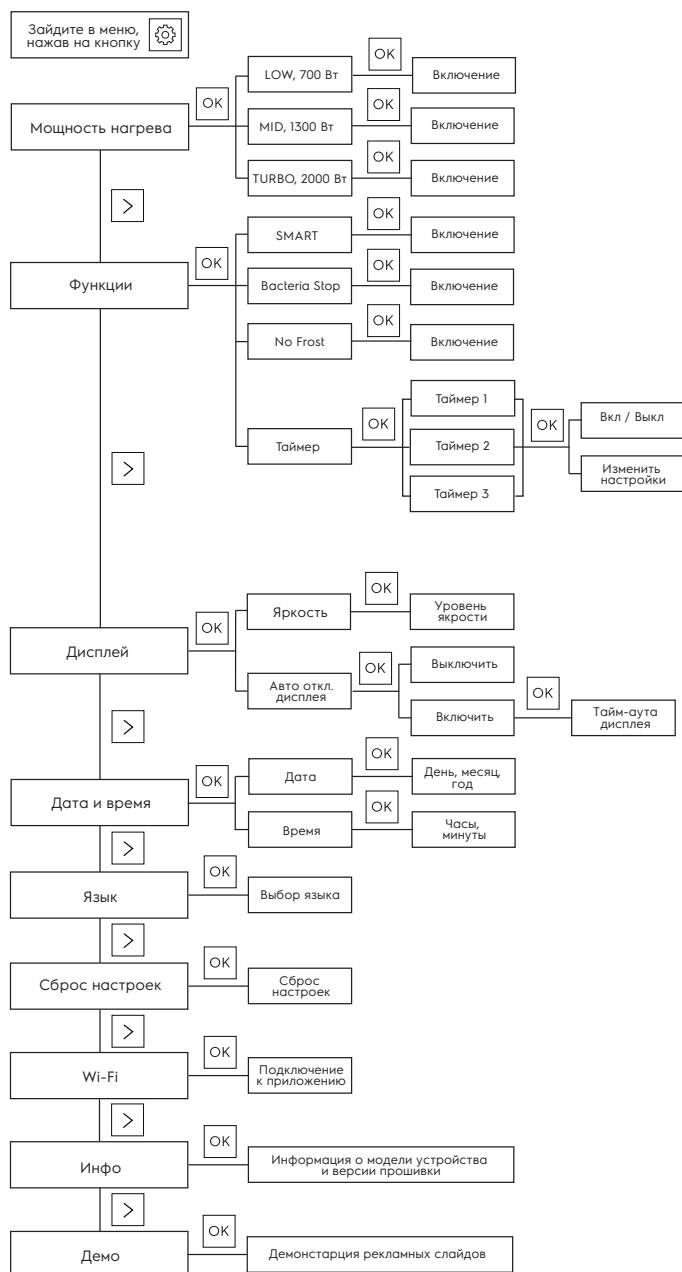 Зайдите в меню,
нажав на кнопку
OK
LOW, 700 Вт
OK
Включение
Мощность нагрева
MID, 1300 Вт
OK
Включение
TURBO, 2000 Вт
OK
Включение
>
Функции
OK
SMART
OK
Включение
Bacteria Stop
OK
Включение
No Frost
OK
Включение
Таймер
OK
Таймер 1
Таймер 2
Таймер 3
OK
Вкл / Выкл
Изменить
настройки
>
Дисплей
OK
Яркость
OK
Уровень
якрости
Авто откл.
дисплея
OK
Выключить
Включить
OK
Тайм-аута
дисплея
>
Дата и время
OK
Дата
OK
День, месяц,
год
Время
OK
Часы,
минуты
>
Язык
OK
Выбор языка
>
Сброс настроек
OK
Сброс
настроек
>
Wi-Fi
OK
Подключение
к приложению
>
Инфо
OK
Информация о модели устройства
и версии прошивки
>
Демо
OK
Демонстарция рекламных слайдов